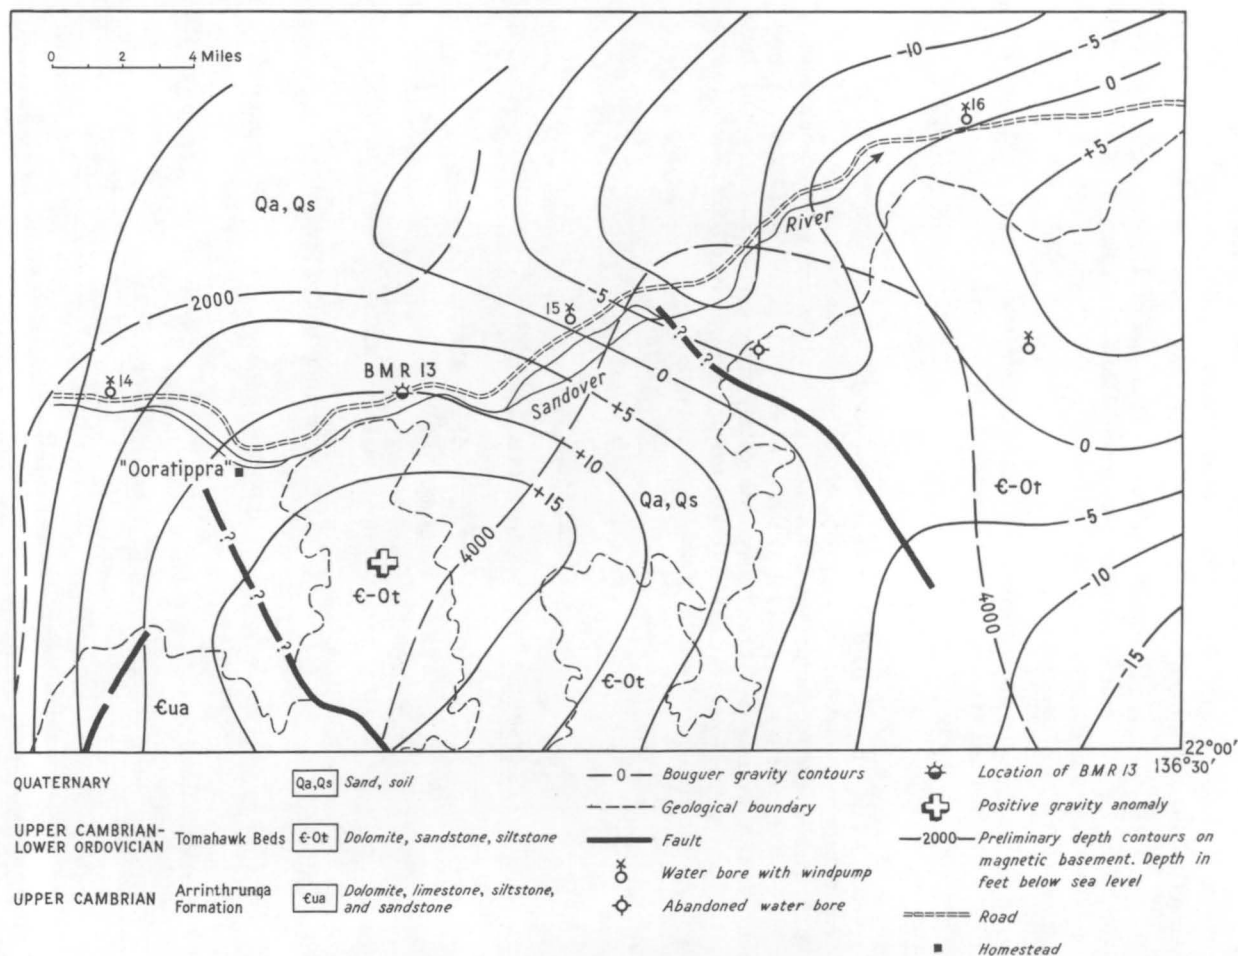 0 2 4 Miles
-10
-5
0
16
+5
Qa, Qs
River
2000
15
5
?
14
BMR 13
Sandover
0
?
+5
"Ooratippra"
+10
Qa, Qs
0
Є-Ot
+15
-5
?
4000
?
Є-Ot
-10
4000
?
Є-Ot
-15
Єua
22°00'
136°30'
QUATERNARY
Qa,Qs Sand, soil
UPPER CAMBRIAN-
LOWER ORDOVICIAN
Tomahawk Beds
Є-Ot Dolomite, sandstone, siltstone
UPPER CAMBRIAN
Arrinthrunga
Formation
Єua Dolomite, limestone, siltstone,
and sandstone
0 Bouguer gravity contours
Geological boundary
Fault
Water bore with windpump
Abandoned water bore
Location of BMR 13
Positive gravity anomaly
2000 Preliminary depth contours on
magnetic basement. Depth in
feet below sea level
Road
Homestead